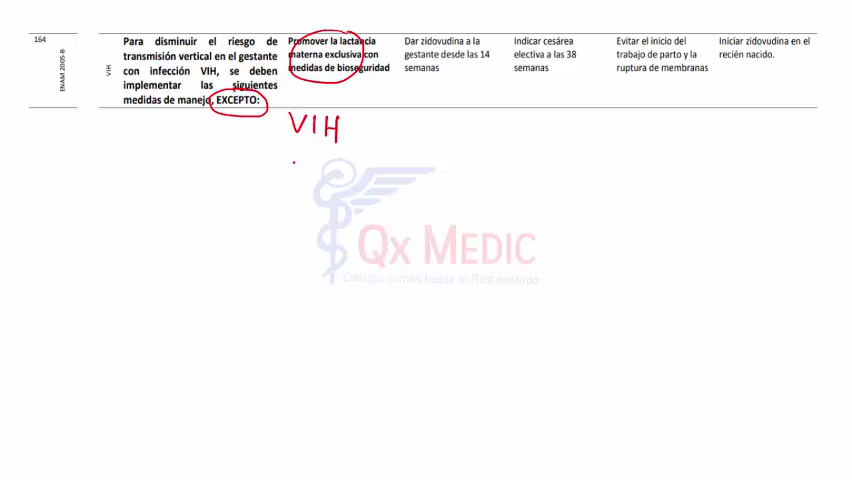 164
ENAM 2005-B
VIH
Para disminuir el riesgo de
transmisión vertical en el gestante
con infección VIH, se deben
implementar las siguientes
medidas de manejo, EXCEPTO:
Promover la lactancia
materna exclusiva con
medidas de bioseguridad
Dar zidovudina a la
gestante desde las 14
semanas
Indicar cesárea
electiva a las 38
semanas
Evitar el inicio del
trabajo de parto y la
ruptura de membranas
Iniciar zidovudina en el
recién nacido.
VIH
QX MEDIC
Contigo, juntos hasta el Residentado